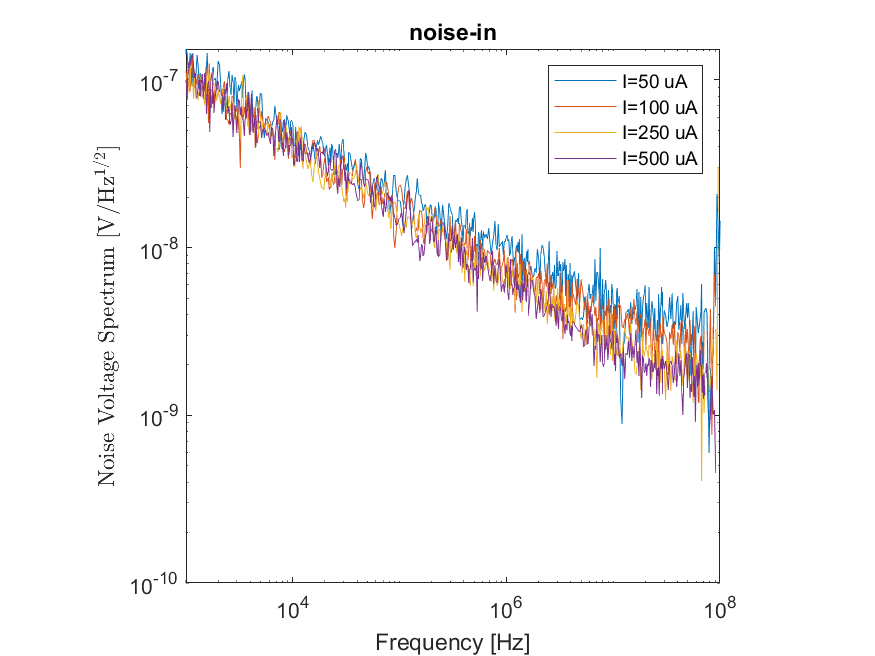 noise-in
I=50 uA
I=100 uA
I=250 uA
I=500 uA
Noise Voltage Spectrum [V/Hz^{1/2}]
10^{-7}
10^{-8}
10^{-9}
10^{-10}
10^{4}
10^{6}
10^{8}
Frequency [Hz]